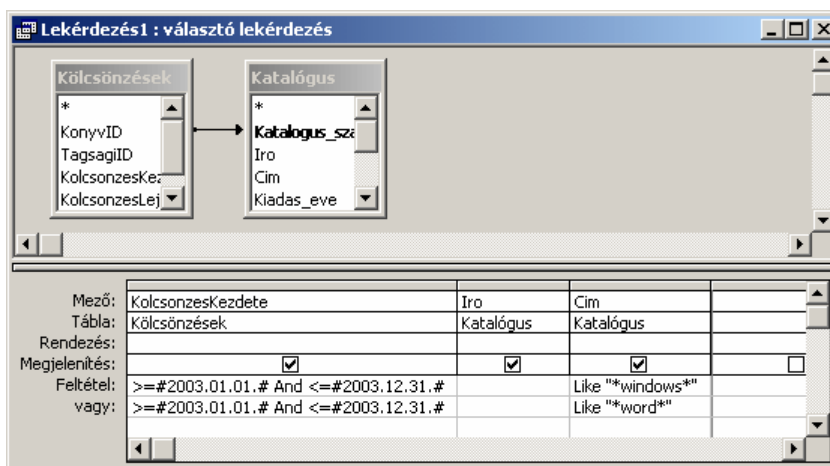 Lekérdezés1 : választó lekérdezés
Kölcsönzések
*
KonyvID
TagsagiID
KolcsonzesKez
KolcsonzesLej
Katalógus
*
Katalogus_sza
Iro
Cim
Kiadas_eve
Mező: KolcsonzesKezdete Iro Cim
Tábla: Kölcsönzések Katalógus Katalógus
Rendezés:
Megjelenítés:
Feltétel: >=#2003.01.01.# And <=#2003.12.31.# Like "*windows*"
vagy: >=#2003.01.01.# And <=#2003.12.31.# Like "*word*"